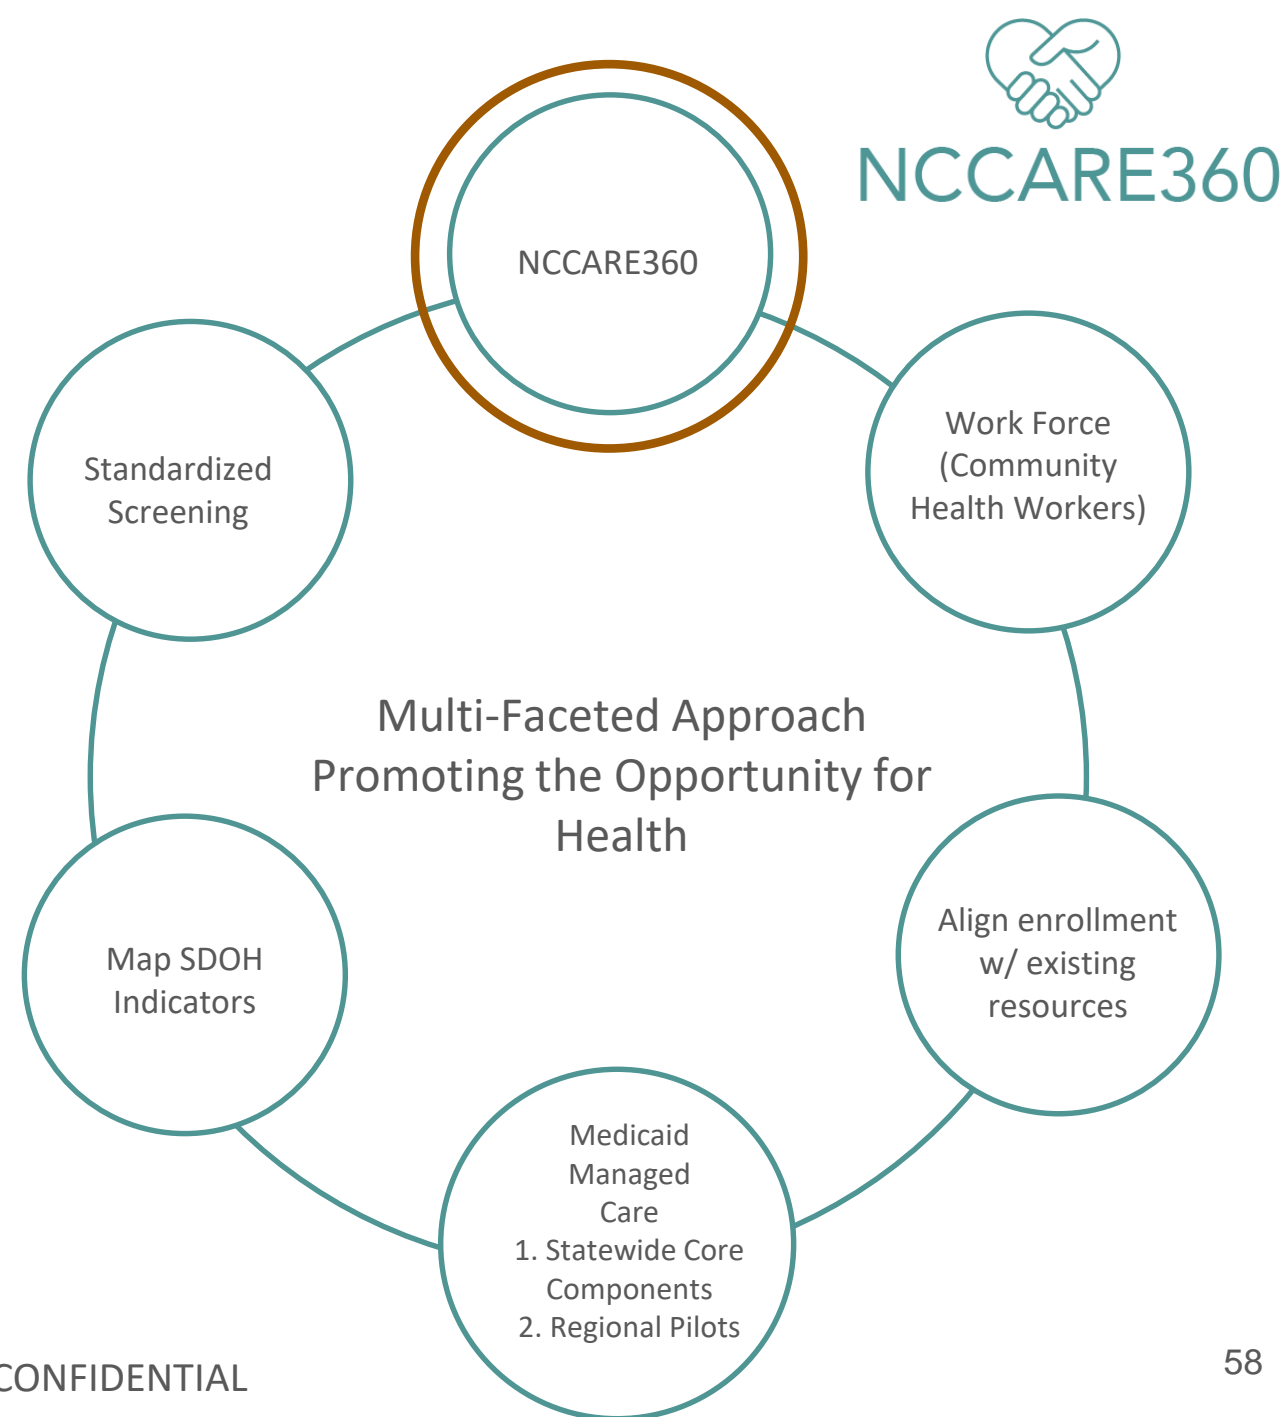 NCCARE360
NCCARE360
Work Force
(Community
Health Workers)
Standardized
Screening
Multi-Faceted Approach
Promoting the Opportunity for
Health
Align enrollment
w/ existing
resources
Map SDOH
Indicators
Medicaid
Managed
Care
1. Statewide Core
Components
2. Regional Pilots
CONFIDENTIAL
58